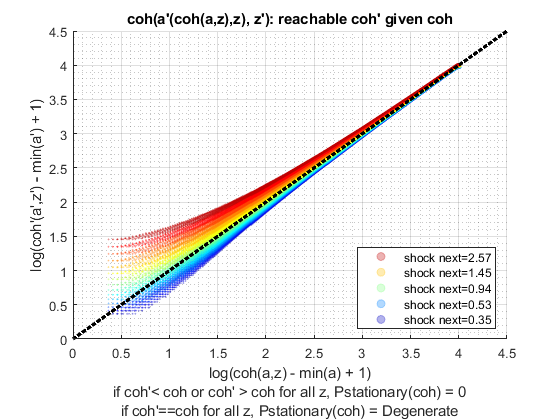 coh(a'(coh(a,z),z), z'): reachable coh' given coh
log(coh'(a',z') - min(a') + 1)
4.5
4
3.5
3
2.5
2
1.5
1
0.5
0
0
0.5
1
1.5
2
2.5
3
3.5
4
4.5
shock next=2.57
shock next=1.45
shock next=0.94
shock next=0.53
shock next=0.35
log(coh(a,z) - min(a) + 1)
if coh'< coh or coh' > coh for all z, Pstationary(coh) = 0
if coh'==coh for all z, Pstationary(coh) = Degenerate